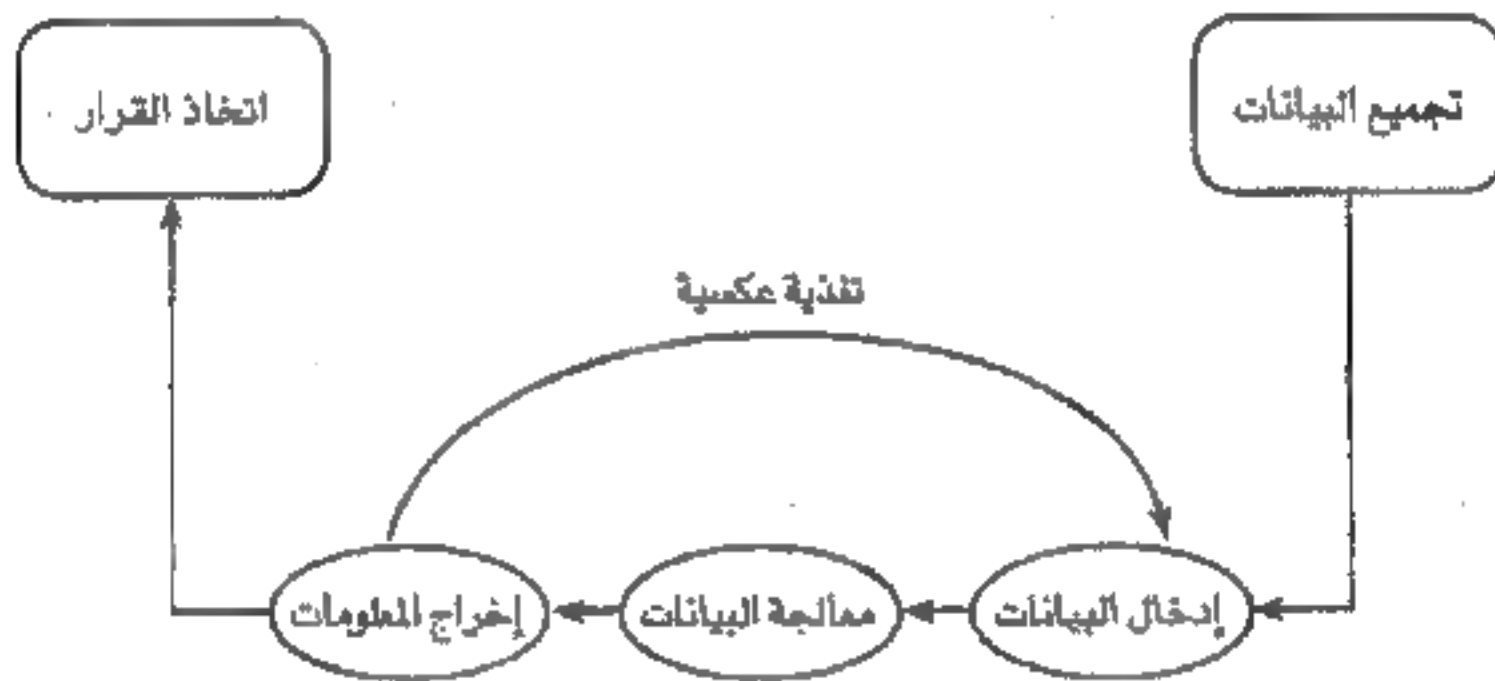 تجميع البيانات
اتخاذ القرار
تغذية عكسية
إدخال البيانات
معالجة البيانات
إخراج المعلومات